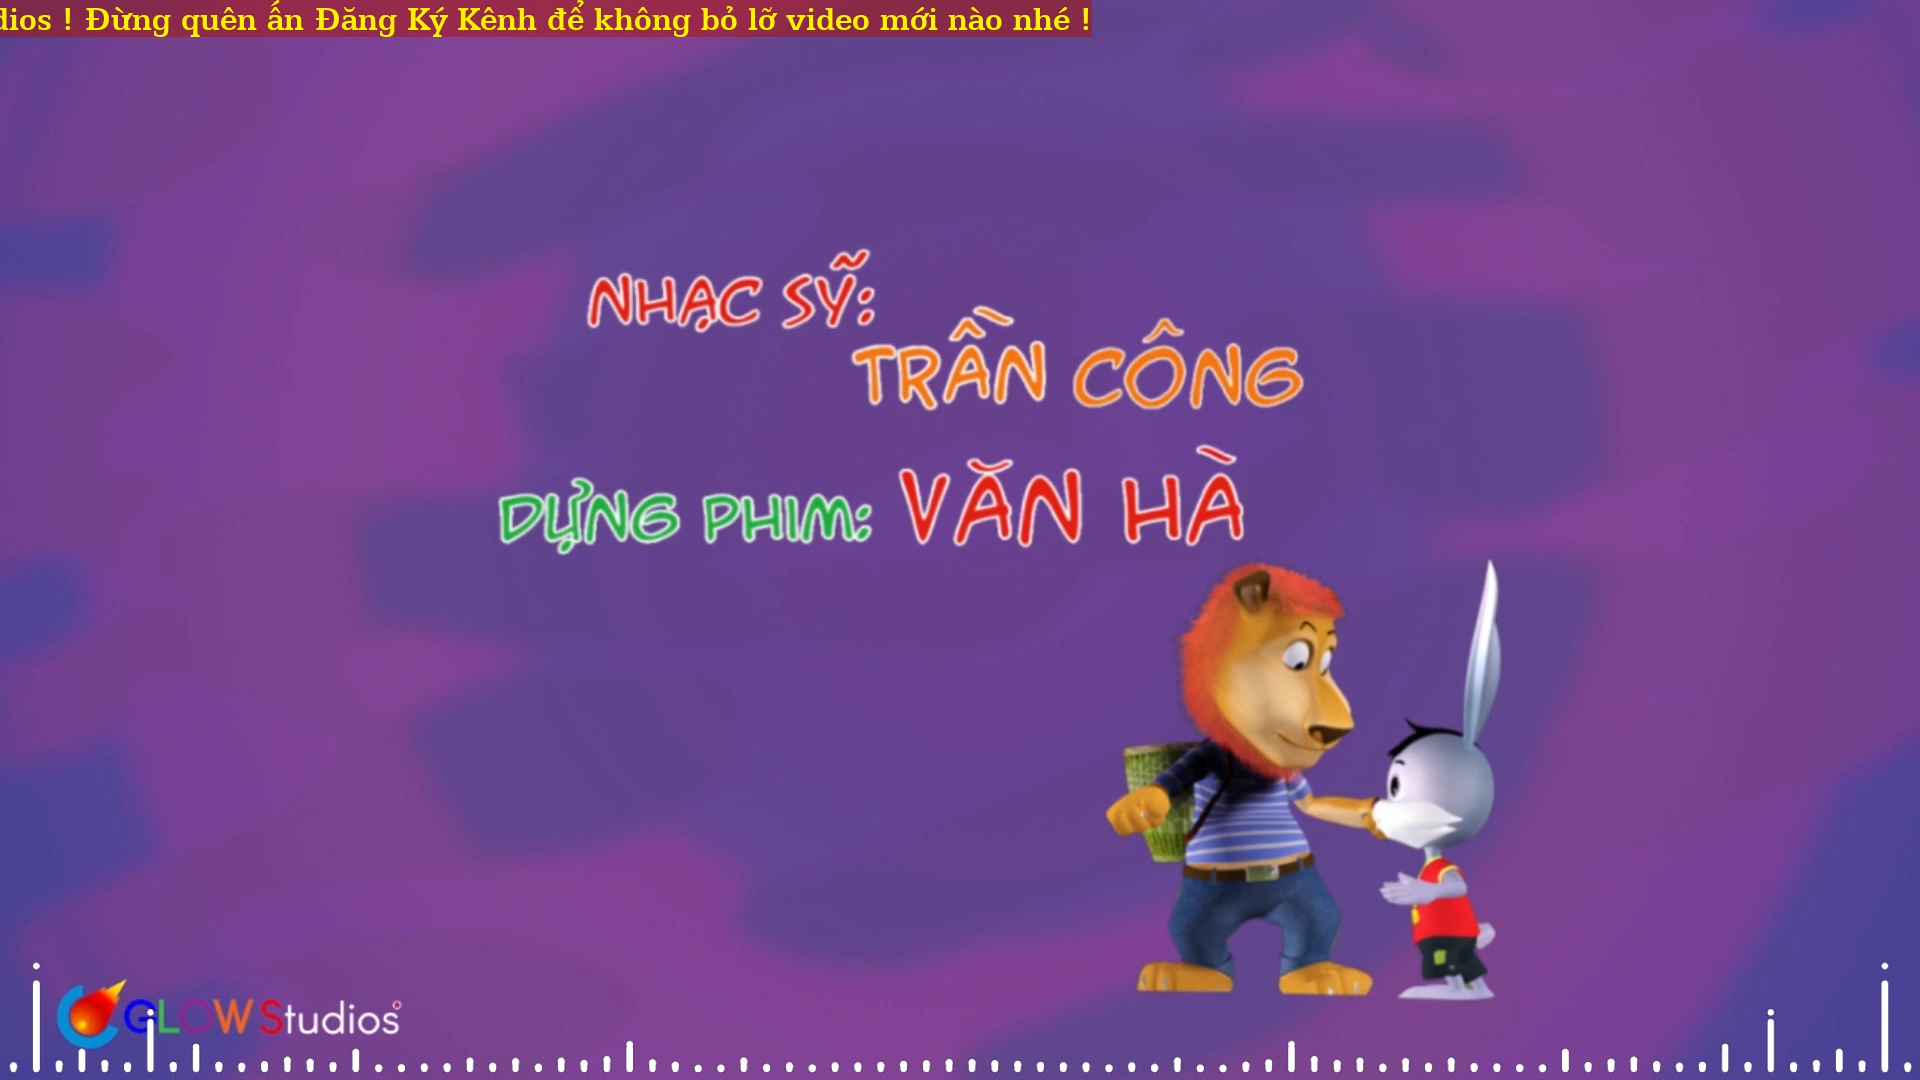 ! Đừng quên ấn Đăng Ký Kênh để không bỏ lỡ video mới nào nhé !
NHẠC SỸ:
TRẦN CÔNG
DỰNG PHIM: VĂN HÀ
GLOW Studios